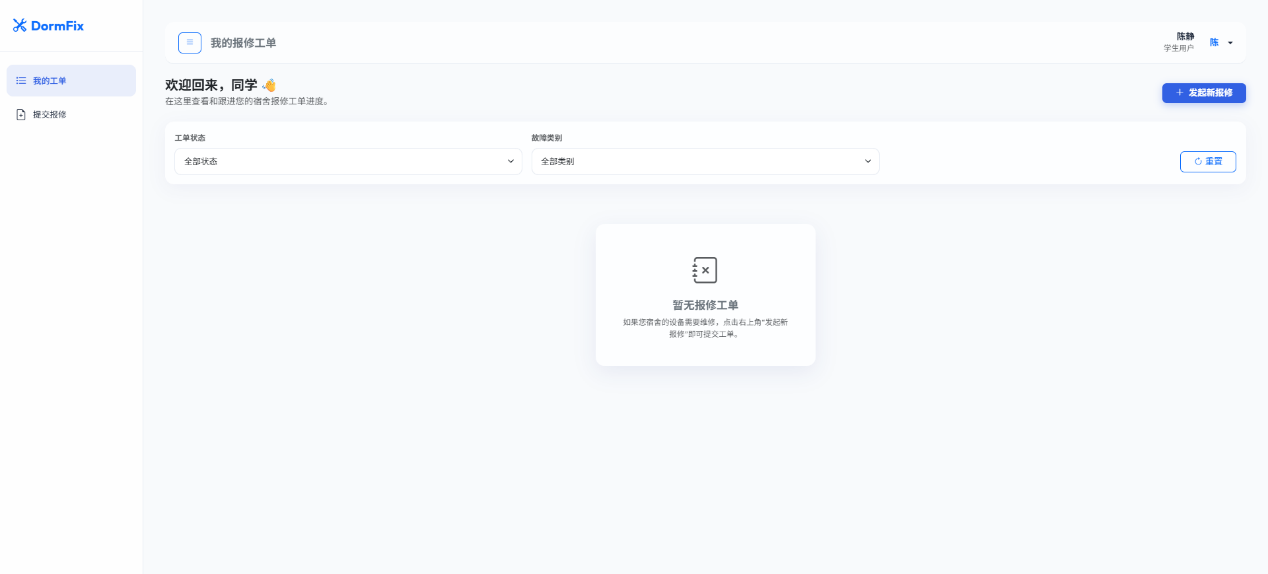 DormFix
我的工单
提交报修
我的报修工单
陈静
学生用户
陈
欢迎回来，同学 👋
在这里查看和跟进您的宿舍报修工单进度。
发起新报修
工单状态
全部状态
故障类别
全部类别
重置
暂无报修工单
如果您宿舍的设备需要维修，点击右上角“发起新
报修”即可提交工单。